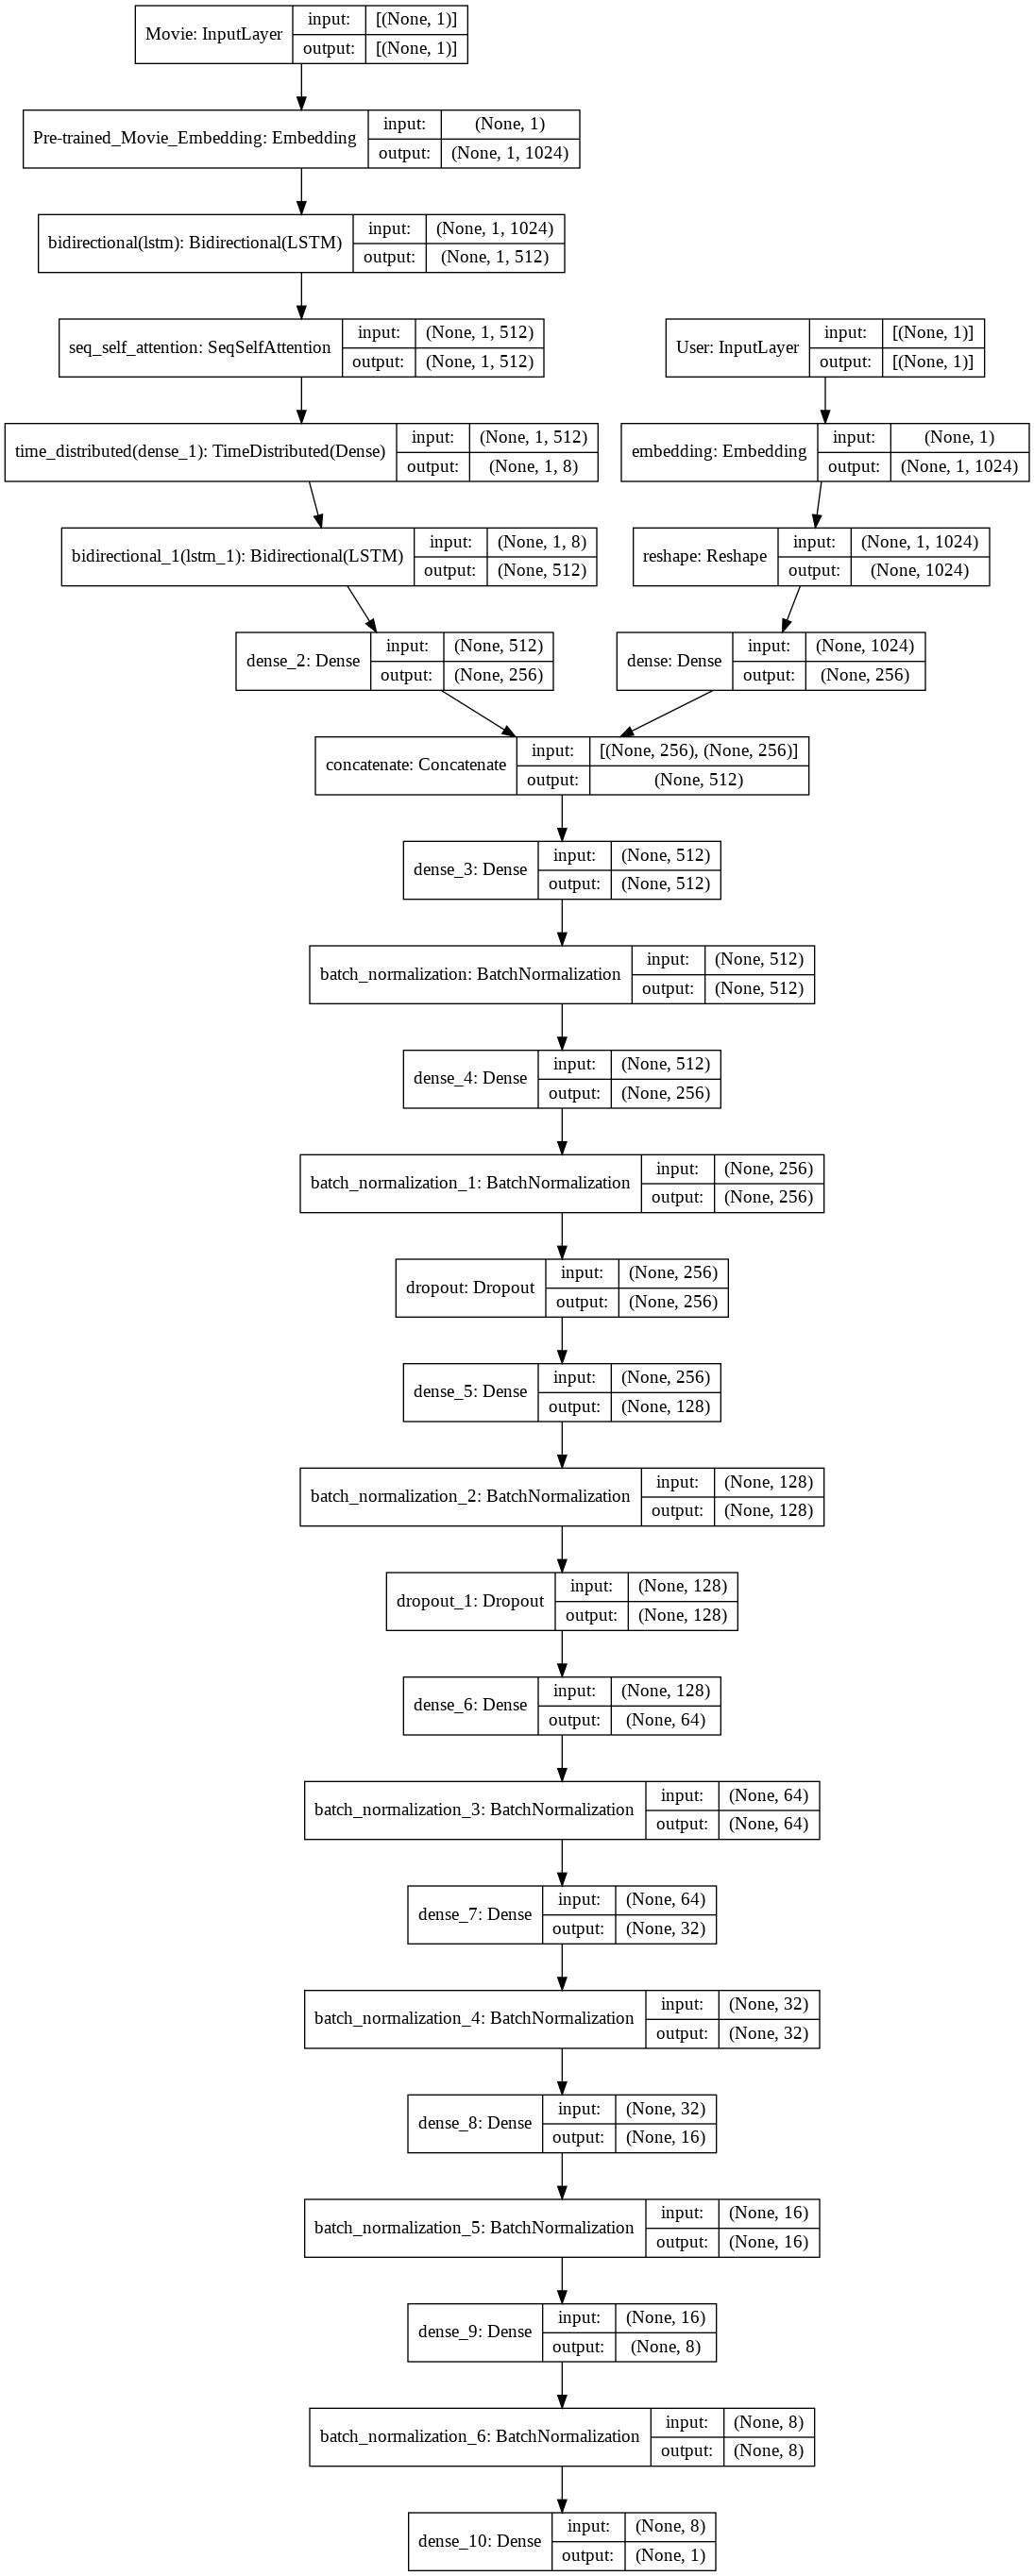 Movie: InputLayer input: [(None, 1)]
output: [(None, 1)]
Pre-trained_Movie_Embedding: Embedding input: (None, 1)
output: (None, 1, 1024)
bidirectional(lstm): Bidirectional(LSTM) input: (None, 1, 1024)
output: (None, 1, 512)
seq_self_attention: SeqSelfAttention input: (None, 1, 512)
output: (None, 1, 512)
User: InputLayer input: [(None, 1)]
output: [(None, 1)]
time_distributed(dense_1): TimeDistributed(Dense) input: (None, 1, 512)
output: (None, 1, 8)
embedding: Embedding input: (None, 1)
output: (None, 1, 1024)
bidirectional_1(lstm_1): Bidirectional(LSTM) input: (None, 1, 8)
output: (None, 512)
reshape: Reshape input: (None, 1, 1024)
output: (None, 1024)
dense_2: Dense input: (None, 512)
output: (None, 256)
dense: Dense input: (None, 1024)
output: (None, 256)
concatenate: Concatenate input: [(None, 256), (None, 256)]
output: (None, 512)
dense_3: Dense input: (None, 512)
output: (None, 512)
batch_normalization: BatchNormalization input: (None, 512)
output: (None, 512)
dense_4: Dense input: (None, 512)
output: (None, 256)
batch_normalization_1: BatchNormalization input: (None, 256)
output: (None, 256)
dropout: Dropout input: (None, 256)
output: (None, 256)
dense_5: Dense input: (None, 256)
output: (None, 128)
batch_normalization_2: BatchNormalization input: (None, 128)
output: (None, 128)
dropout_1: Dropout input: (None, 128)
output: (None, 128)
dense_6: Dense input: (None, 128)
output: (None, 64)
batch_normalization_3: BatchNormalization input: (None, 64)
output: (None, 64)
dense_7: Dense input: (None, 64)
output: (None, 32)
batch_normalization_4: BatchNormalization input: (None, 32)
output: (None, 32)
dense_8: Dense input: (None, 32)
output: (None, 16)
batch_normalization_5: BatchNormalization input: (None, 16)
output: (None, 16)
dense_9: Dense input: (None, 16)
output: (None, 8)
batch_normalization_6: BatchNormalization input: (None, 8)
output: (None, 8)
dense_10: Dense input: (None, 8)
output: (None, 1)